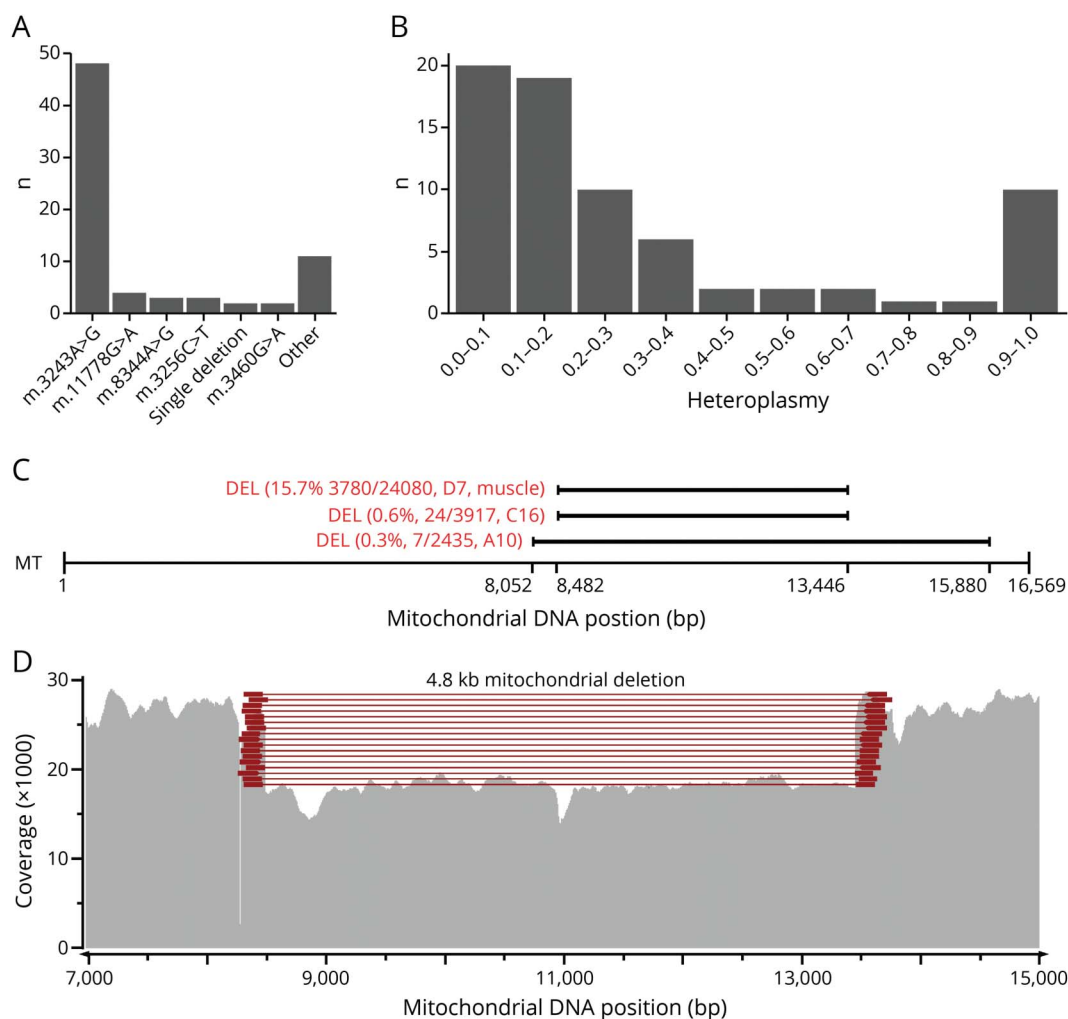 A
50
40
30
20
10
0
n
m.3243A>G
m.11778G>A
m.8344A>G
m.3256C>T
Single deletion
m.3460G>A
Other
B
20
15
10
5
0
n
0.0–0.1
0.1–0.2
0.2–0.3
0.3–0.4
0.4–0.5
0.5–0.6
0.6–0.7
0.7–0.8
0.8–0.9
0.9–1.0
Heteroplasmy
C
DEL (15.7% 3780/24080, D7, muscle)
DEL (0.6%, 24/3917, C16)
DEL (0.3%, 7/2435, A10)
MT
1 8,052 8,482 13,446 15,880 16,569
Mitochondrial DNA postion (bp)
D
4.8 kb mitochondrial deletion
30
20
10
0
Coverage (×1000)
7,000 9,000 11,000 13,000 15,000
Mitochondrial DNA position (bp)